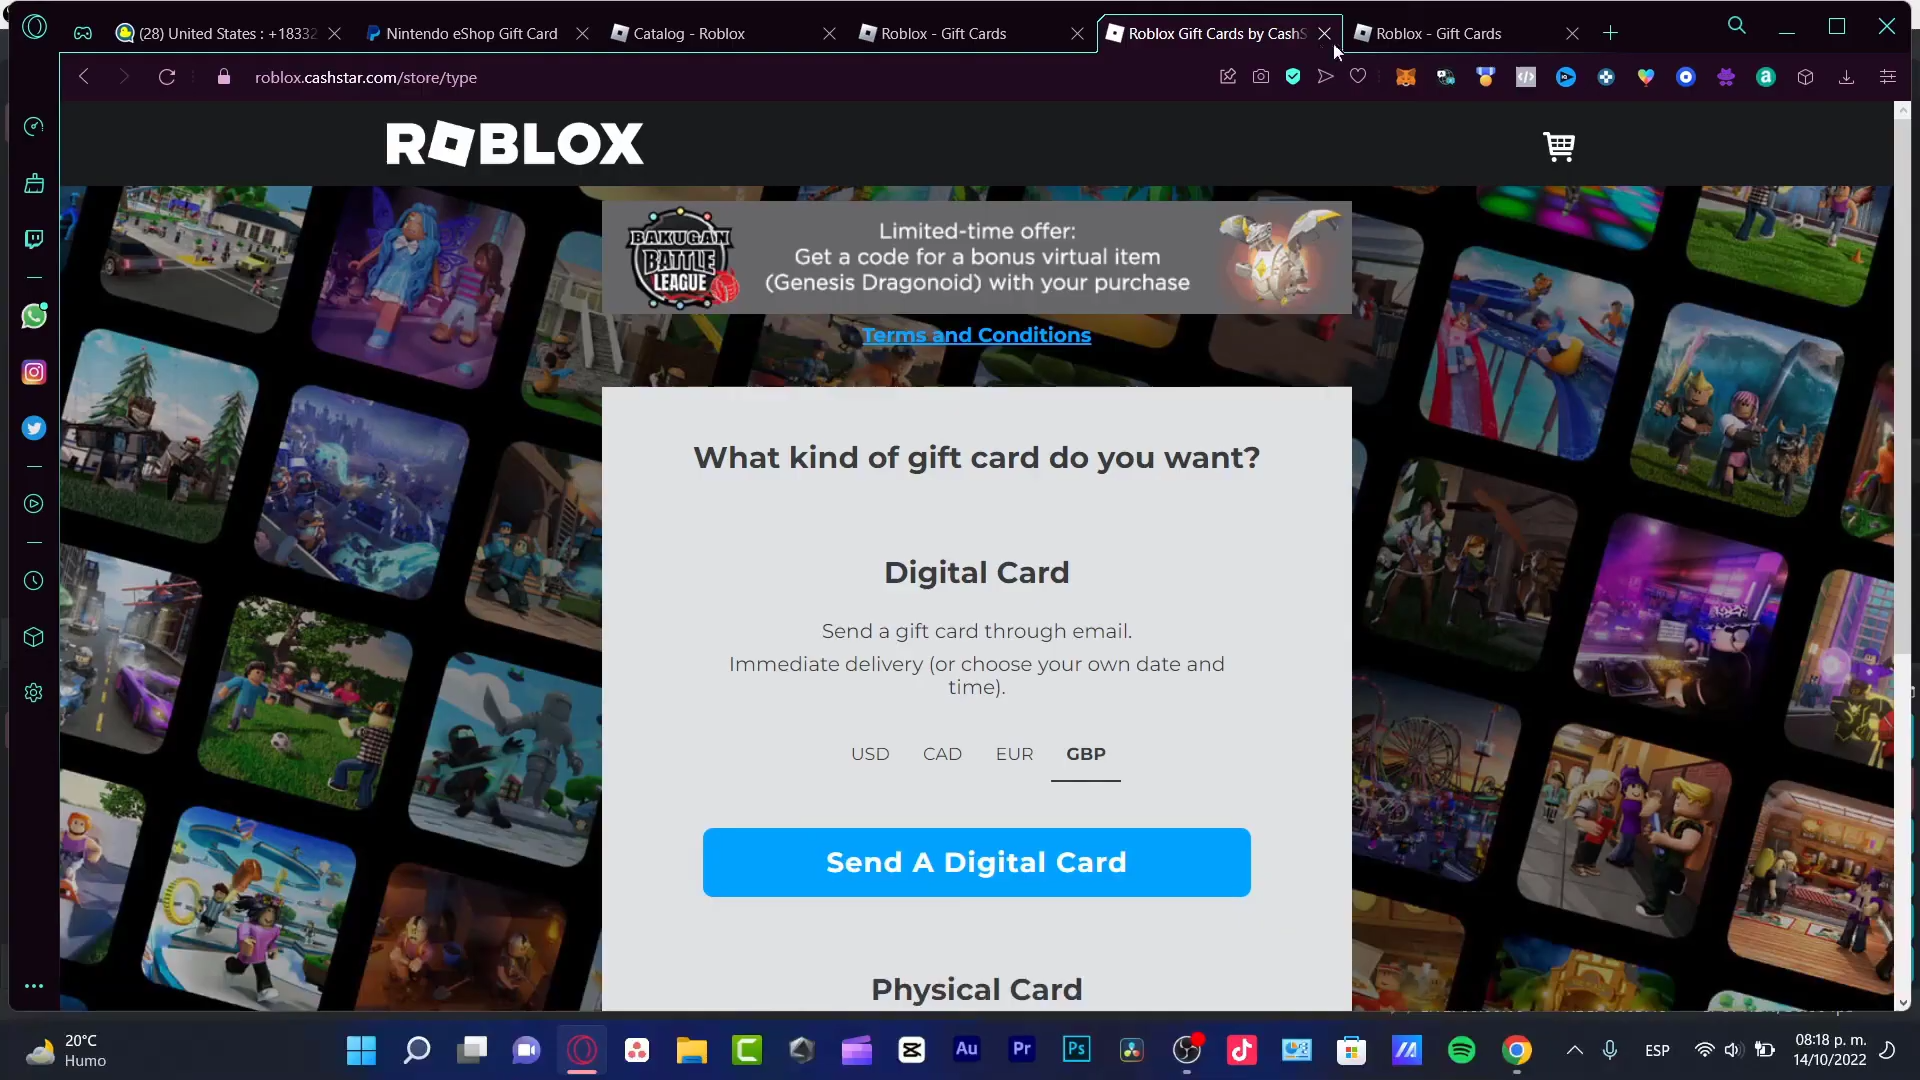 (28) United States : +18332
Nintendo eShop Gift Card
Catalog - Roblox
Roblox - Gift Cards
Roblox Gift Cards by CashS
Roblox - Gift Cards
roblox.cashstar.com/store/type
ROBLOX
BAKUGAN
BATTLE
LEAGUE
Limited-time offer:
Get a code for a bonus virtual item
(Genesis Dragonoid) with your purchase
Terms and Conditions
What kind of gift card do you want?
Digital Card
Send a gift card through email.
Immediate delivery (or choose your own date and
time).
USD CAD EUR GBP
Send A Digital Card
Physical Card
20°C
Humo
Au
Pr
Ps
ESP
08:18 p. m.
14/10/2022